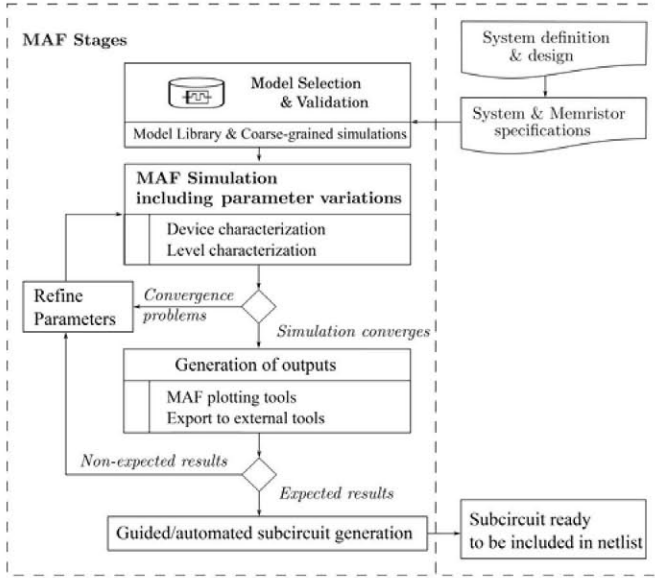 MAF Stages
System definition
& design
System & Memristor
specifications
Model Selection
& Validation
Model Library & Coarse-grained simulations
MAF Simulation
including parameter variations
Device characterization
Level characterization
Refine
Parameters
Convergence
problems
Simulation converges
Generation of outputs
MAF plotting tools
Export to external tools
Non-expected results
Expected results
Guided/automated subcircuit generation
Subcircuit ready
to be included in netlist